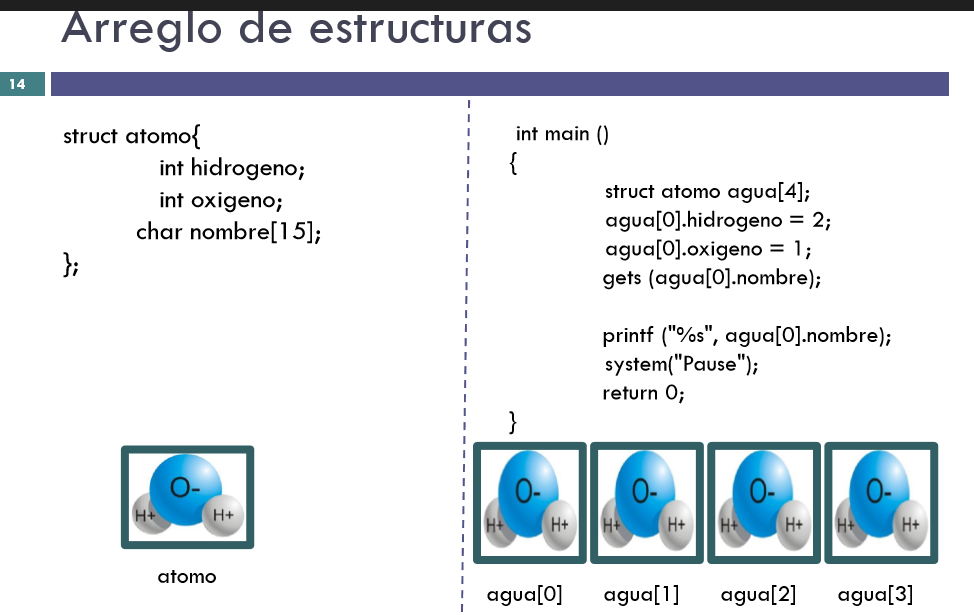 Arreglo de estructuras
14
struct atomo{
int hidrogeno;
int oxigeno;
char nombre[15];
};
int main ()
{
struct atomo agua[4];
agua[0].hidrogeno = 2;
agua[0].oxigeno = 1;
gets (agua[0].nombre);
printf ("%s", agua[0].nombre);
system("Pause");
return 0;
}
O-
H+ H+
atomo
O- O- O- O-
H+ H+ H+ H+ H+ H+ H+ H+
agua[0] agua[1] agua[2] agua[3]